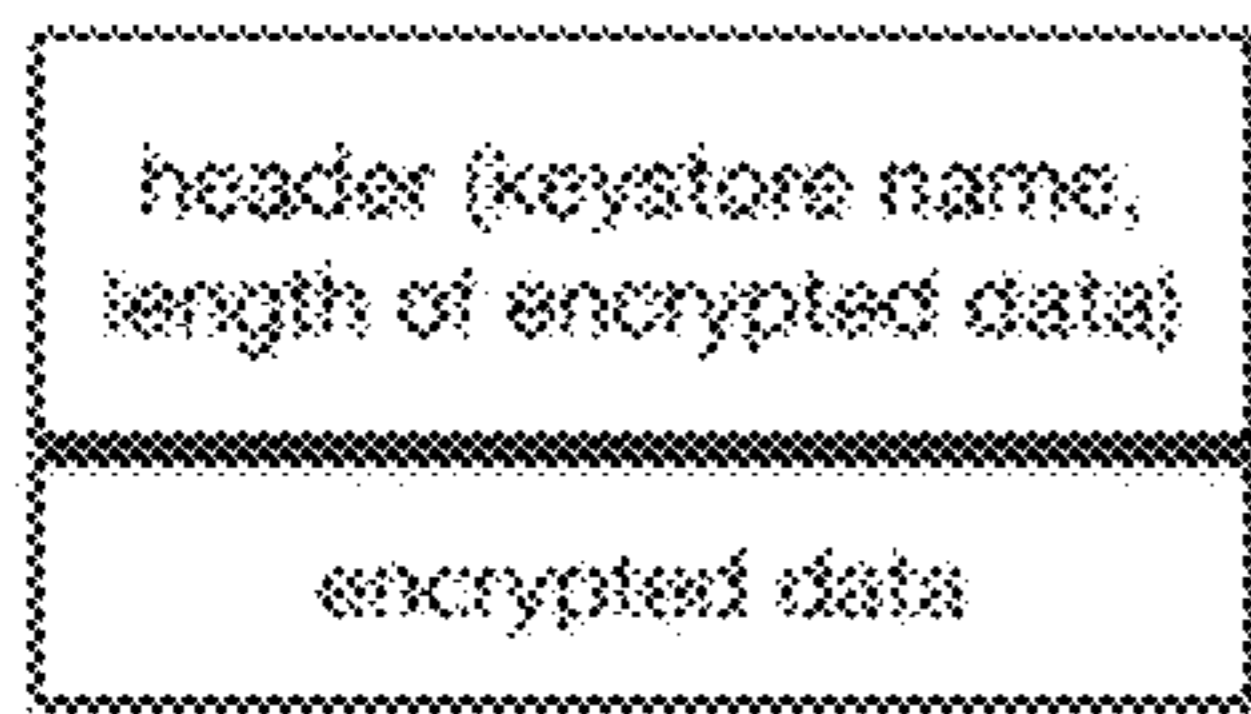 header (keystore name,
length of encrypted data)
encrypted data